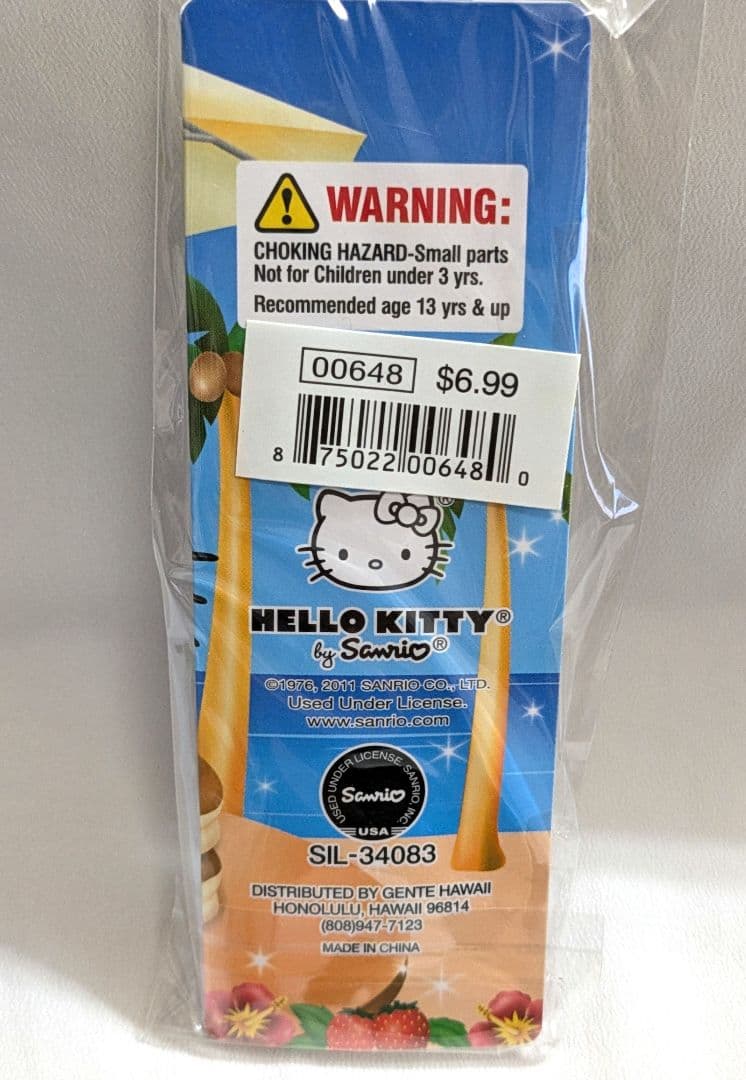 WARNING:
CHOKING HAZARD-Small parts
Not for Children under 3 yrs.
Recommended age 13 yrs & up
00648 $6.99
8 75022 00648 0
®
HELLO KITTY®
by Sanrio®
©1976, 2011 SANRIO CO., LTD.
Used Under License.
www.sanrio.com
USED UNDER LICENSE SANRIO, INC.
Sanrio
USA
SIL-34083
DISTRIBUTED BY GENTE HAWAII
HONOLULU, HAWAII 96814
(808)947-7123
MADE IN CHINA